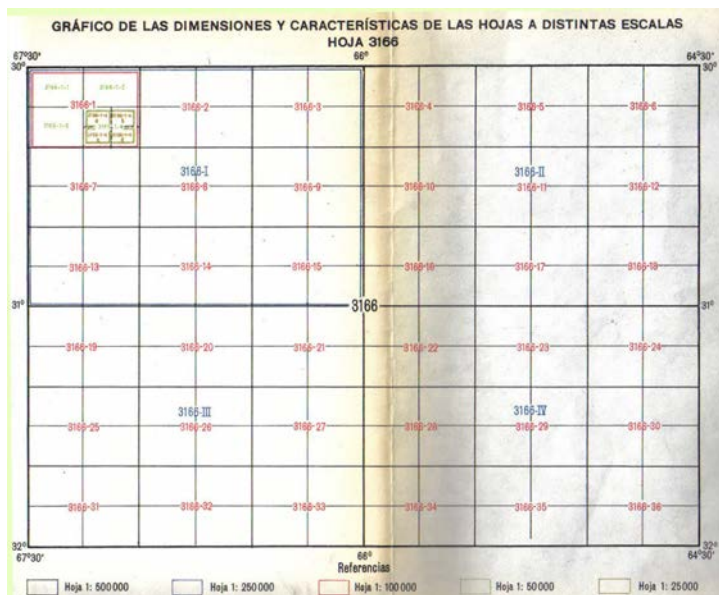 GRÁFICO DE LAS DIMENSIONES Y CARACTERÍSTICAS DE LAS HOJAS A DISTINTAS ESCALAS
HOJA 3166
67°30' 66° 64°30'
30° 30°
3166-1 3166-2 3166-3 3166-4 3166-5 3166-6
3166-I 3166-II
3166-7 3166-8 3166-9 3166-10 3166-11 3166-12
3166-13 3166-14 3166-15 3166-16 3166-17 3166-18
31° 3166 31°
3166-19 3166-20 3166-21 3166-22 3166-23 3166-24
3166-III 3166-IV
3166-25 3166-26 3166-27 3166-28 3166-29 3166-30
3166-31 3166-32 3166-33 3166-34 3166-35 3166-36
32° 32°
67°30' 66° 64°30'
Referencias
Hoja 1: 500000 Hoja 1: 250000 Hoja 1: 100000 Hoja 1: 50000 Hoja 1: 25000